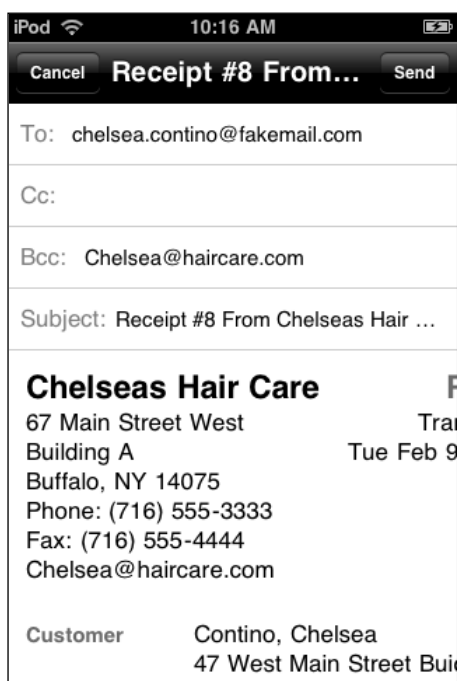 iPod 10:16 AM
Cancel Receipt #8 From... Send
To: chelsea.contino@fakemail.com
Cc:
Bcc: Chelsea@haircare.com
Subject: Receipt #8 From Chelseas Hair ...
Chelseas Hair Care
67 Main Street West
Building A Tue Feb 9
Buffalo, NY 14075
Phone: (716) 555-3333
Fax: (716) 555-4444
Chelsea@haircare.com
Customer Contino, Chelsea
47 West Main Street